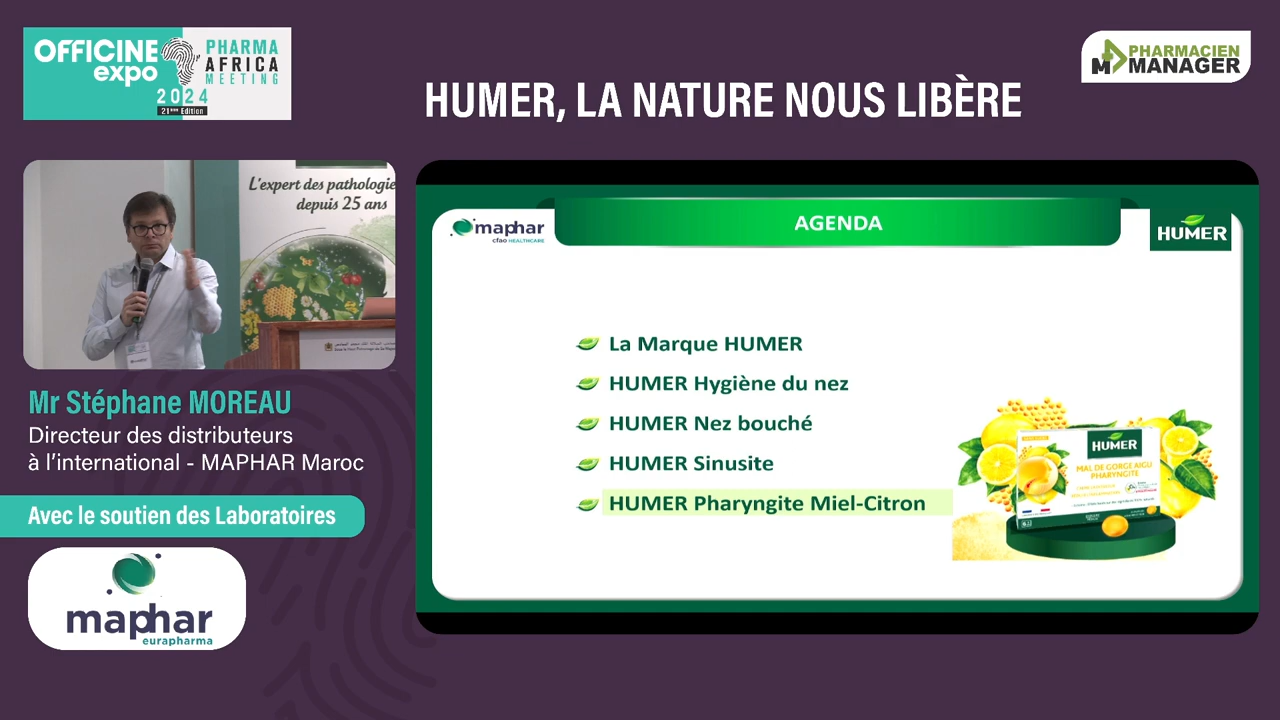 OFFICINE
expo
PHARMA
AFRICA
MEETING
2024
21ème Edition
HUMER, LA NATURE NOUS LIBÈRE
PHARMACIEN
MANAGER
L'expert des pathologie
depuis 25 ans
maphar
cfao HEALTHCARE
AGENDA
HUMER
La Marque HUMER
HUMER Hygiène du nez
HUMER Nez bouché
HUMER Sinusite
HUMER Pharyngite Miel-Citron
HUMER
MAL DE GORGE AIGU
PHARYNGITE
Mr Stéphane MOREAU
Directeur des distributeurs
à l'international - MAPHAR Maroc
Avec le soutien des Laboratoires
maphar
eurapharma